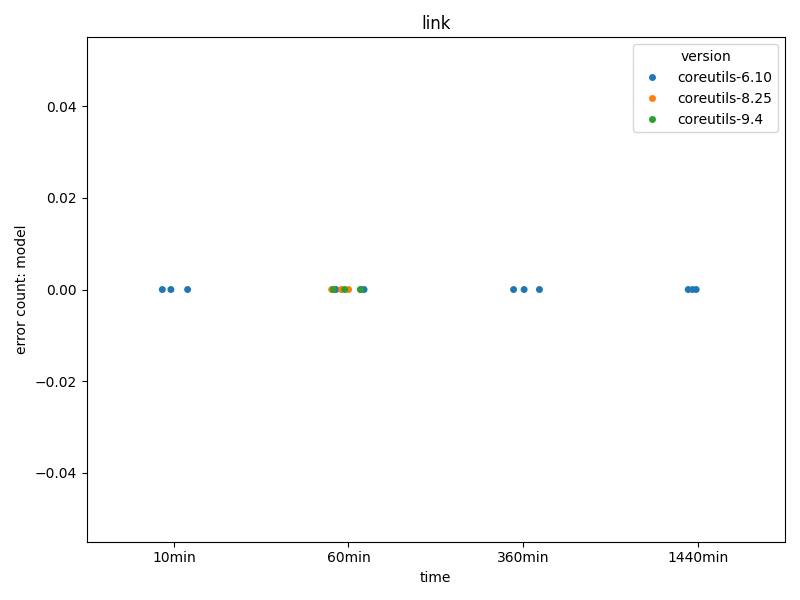 link
version
coreutils-6.10
coreutils-8.25
coreutils-9.4
error count: model
0.04
0.02
0.00
−0.02
−0.04
10min
60min
360min
1440min
time